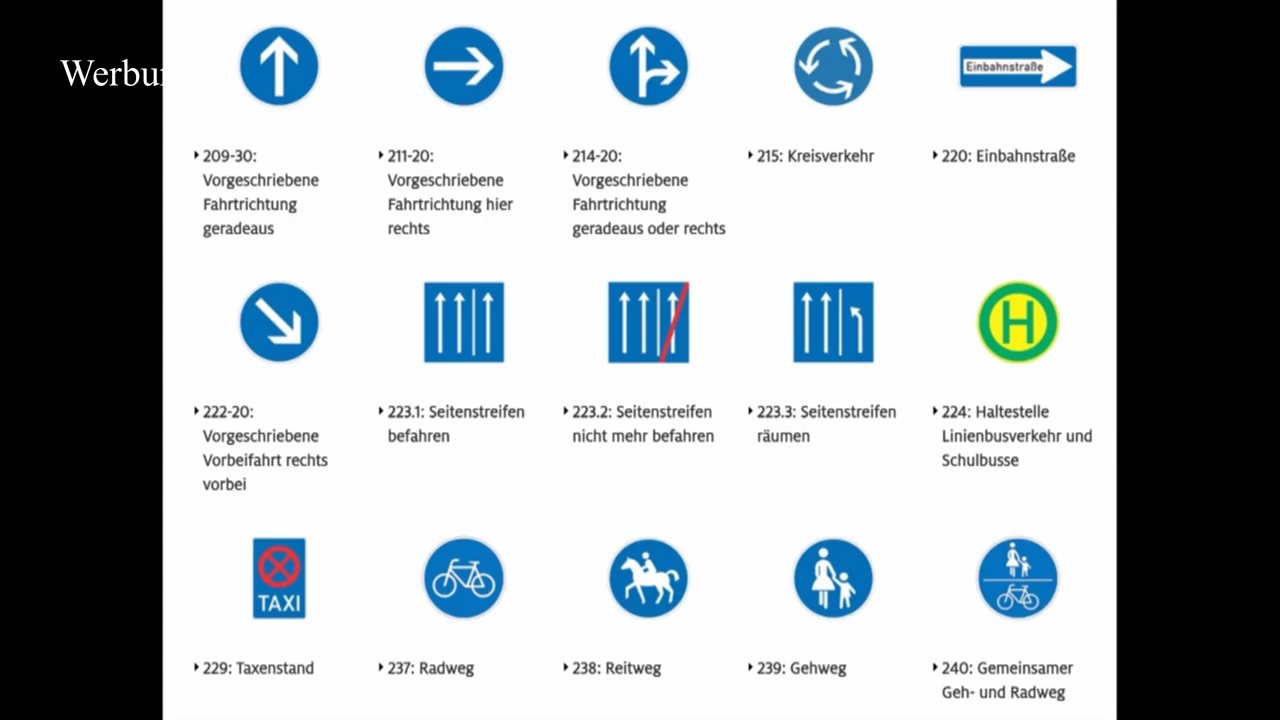 Werbu
Einbahnstraße
209-30:
Vorgeschriebene
Fahrtrichtung
geradeaus
211-20:
Vorgeschriebene
Fahrtrichtung hier
rechts
214-20:
Vorgeschriebene
Fahrtrichtung
geradeaus oder rechts
215: Kreisverkehr
220: Einbahnstraße
H
222-20:
Vorgeschriebene
Vorbeifahrt rechts
vorbei
223.1: Seitenstreifen
befahren
223.2: Seitenstreifen
nicht mehr befahren
223.3: Seitenstreifen
räumen
224: Haltestelle
Linienbusverkehr und
Schulbusse
TAXI
229: Taxenstand
237: Radweg
238: Reitweg
239: Gehweg
240: Gemeinsamer
Geh- und Radweg